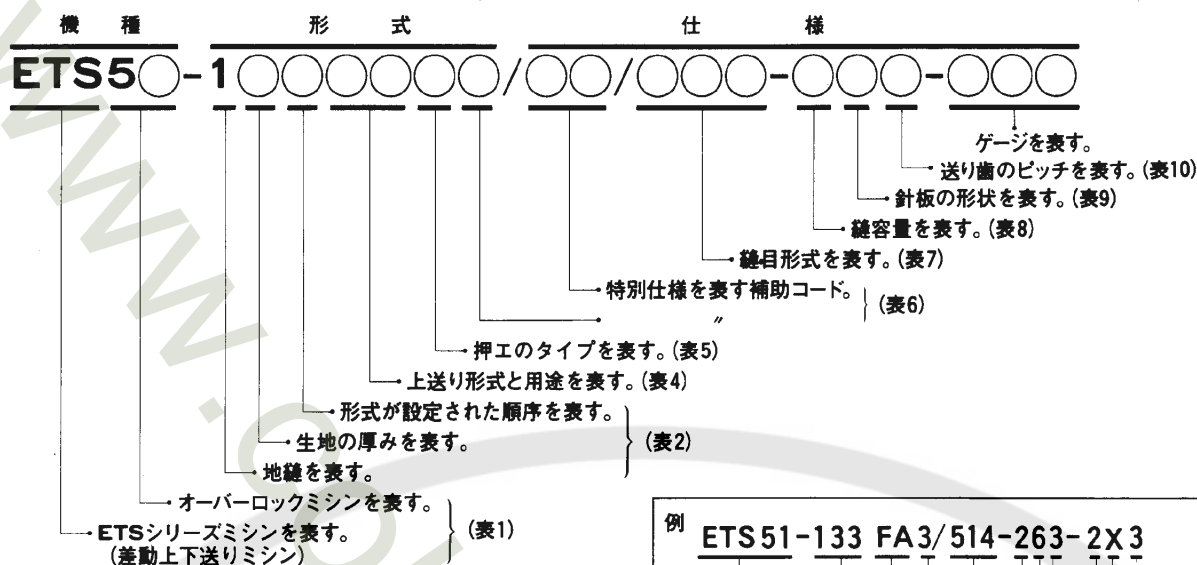 機種 形式 仕様
ETS5○-1○○○○○○/○○/○○○-○○○-○○○
ゲージを表す。
送り歯のピッチを表す。(表10)
針板の形状を表す。(表9)
縫容量を表す。(表8)
縫目形式を表す。(表7)
特別仕様を表す補助コード。
〃
(表6)
押エのタイプを表す。(表5)
上送り形式と用途を表す。(表4)
形式が設定された順序を表す。
生地の厚みを表す。
(表2)
地縫を表す。
オーバーロックミシンを表す。
ETSシリーズミシンを表す。
(表1)
(差動上下送りミシン)
例 ETS51-133 FA3/514-263-2X3
www.co